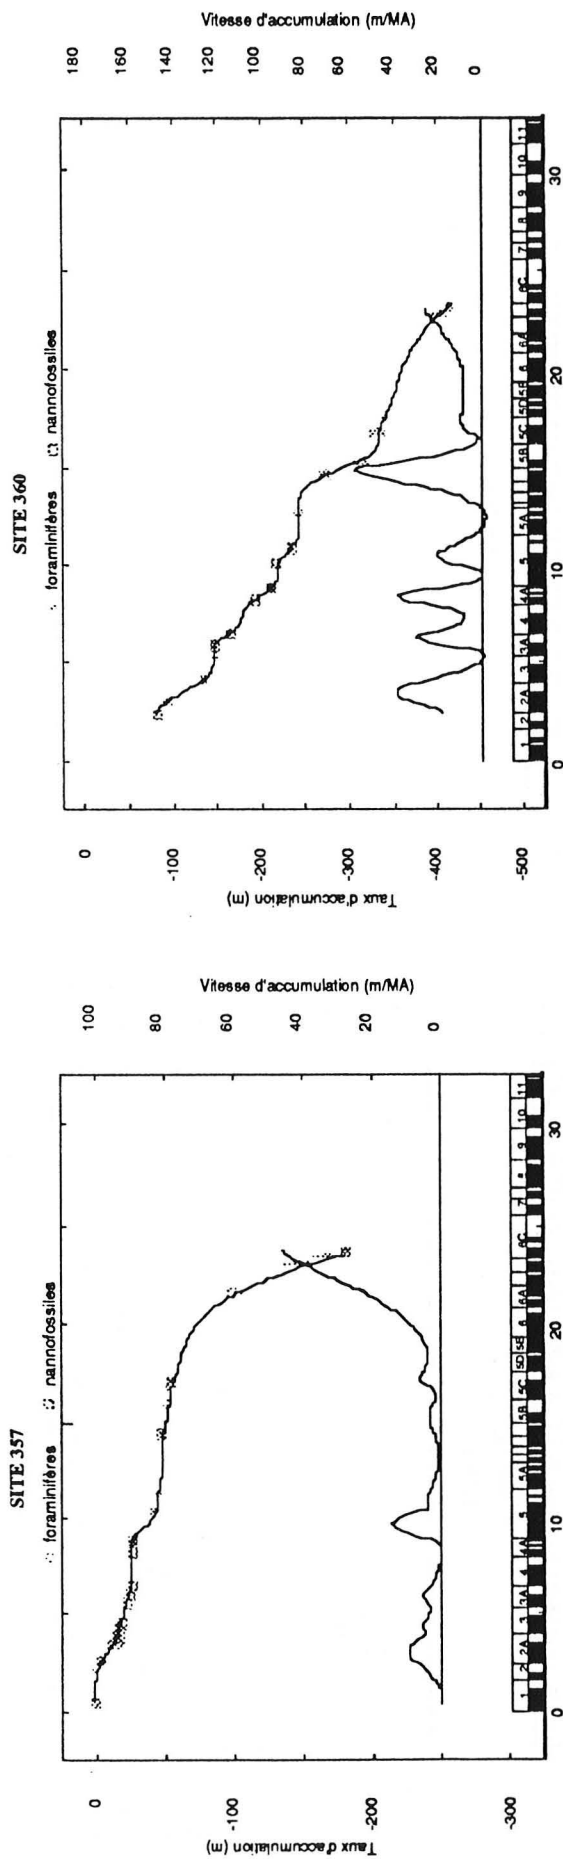 SITE 357
foraminifères nannofossiles
Taux d'accumulation (m)
0
-100
-200
-300
Vitesse d'accumulation (m/MA)
100
80
60
40
20
0
1 2 2A 3 3A 4 4A 5 5A 5B 5C 5D 5E 6 6A 6C 7 8 9 10 11
0 10 20 30
SITE 360
foraminifères nannofossiles
Taux d'accumulation (m)
0
-100
-200
-300
-400
-500
Vitesse d'accumulation (m/MA)
180
160
140
120
100
80
60
40
20
0
1 2 2A 3 3A 4 4A 5 5A 5B 5C 5D 5E 6 6A 6C 7 8 9 10 11
0 10 20 30